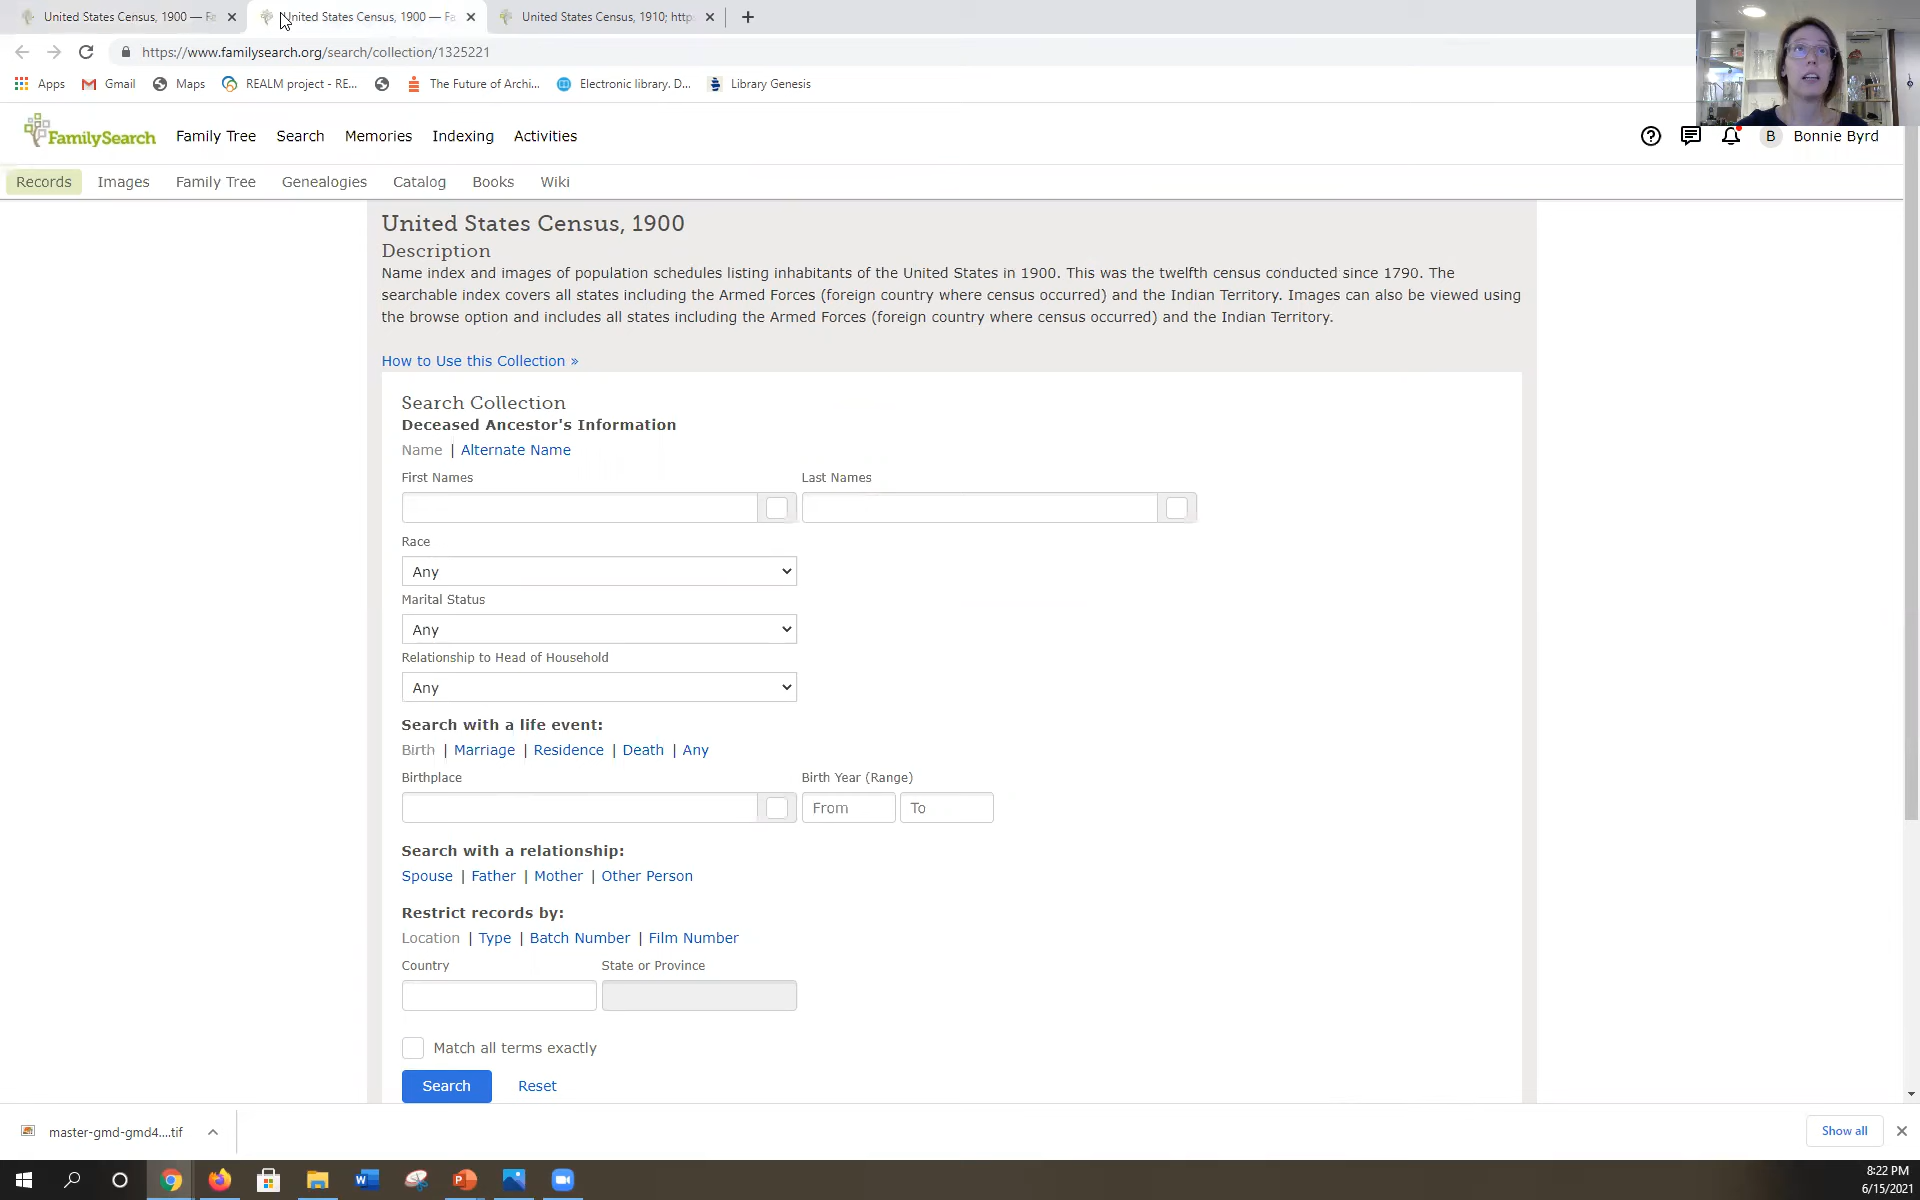 United States Census, 1900 — Fa
United States Census, 1900 — Fa
United States Census, 1910; http
https://www.familysearch.org/search/collection/1325221
Apps
Gmail
Maps
REALM project - RE...
The Future of Archi...
Electronic library. D...
Library Genesis
FamilySearch
Family Tree
Search
Memories
Indexing
Activities
B
Bonnie Byrd
Records
Images
Family Tree
Genealogies
Catalog
Books
Wiki
United States Census, 1900
Description
Name index and images of population schedules listing inhabitants of the United States in 1900. This was the twelfth census conducted since 1790. The
searchable index covers all states including the Armed Forces (foreign country where census occurred) and the Indian Territory. Images can also be viewed using
the browse option and includes all states including the Armed Forces (foreign country where census occurred) and the Indian Territory.
How to Use this Collection »
Search Collection
Deceased Ancestor's Information
Name | Alternate Name
First Names
Last Names
Race
Any
Marital Status
Any
Relationship to Head of Household
Any
Search with a life event:
Birth | Marriage | Residence | Death | Any
Birthplace
Birth Year (Range)
From
To
Search with a relationship:
Spouse | Father | Mother | Other Person
Restrict records by:
Location | Type | Batch Number | Film Number
Country
State or Province
Match all terms exactly
Search
Reset
master-gmd-gmd4....tif
Show all
8:22 PM
6/15/2021